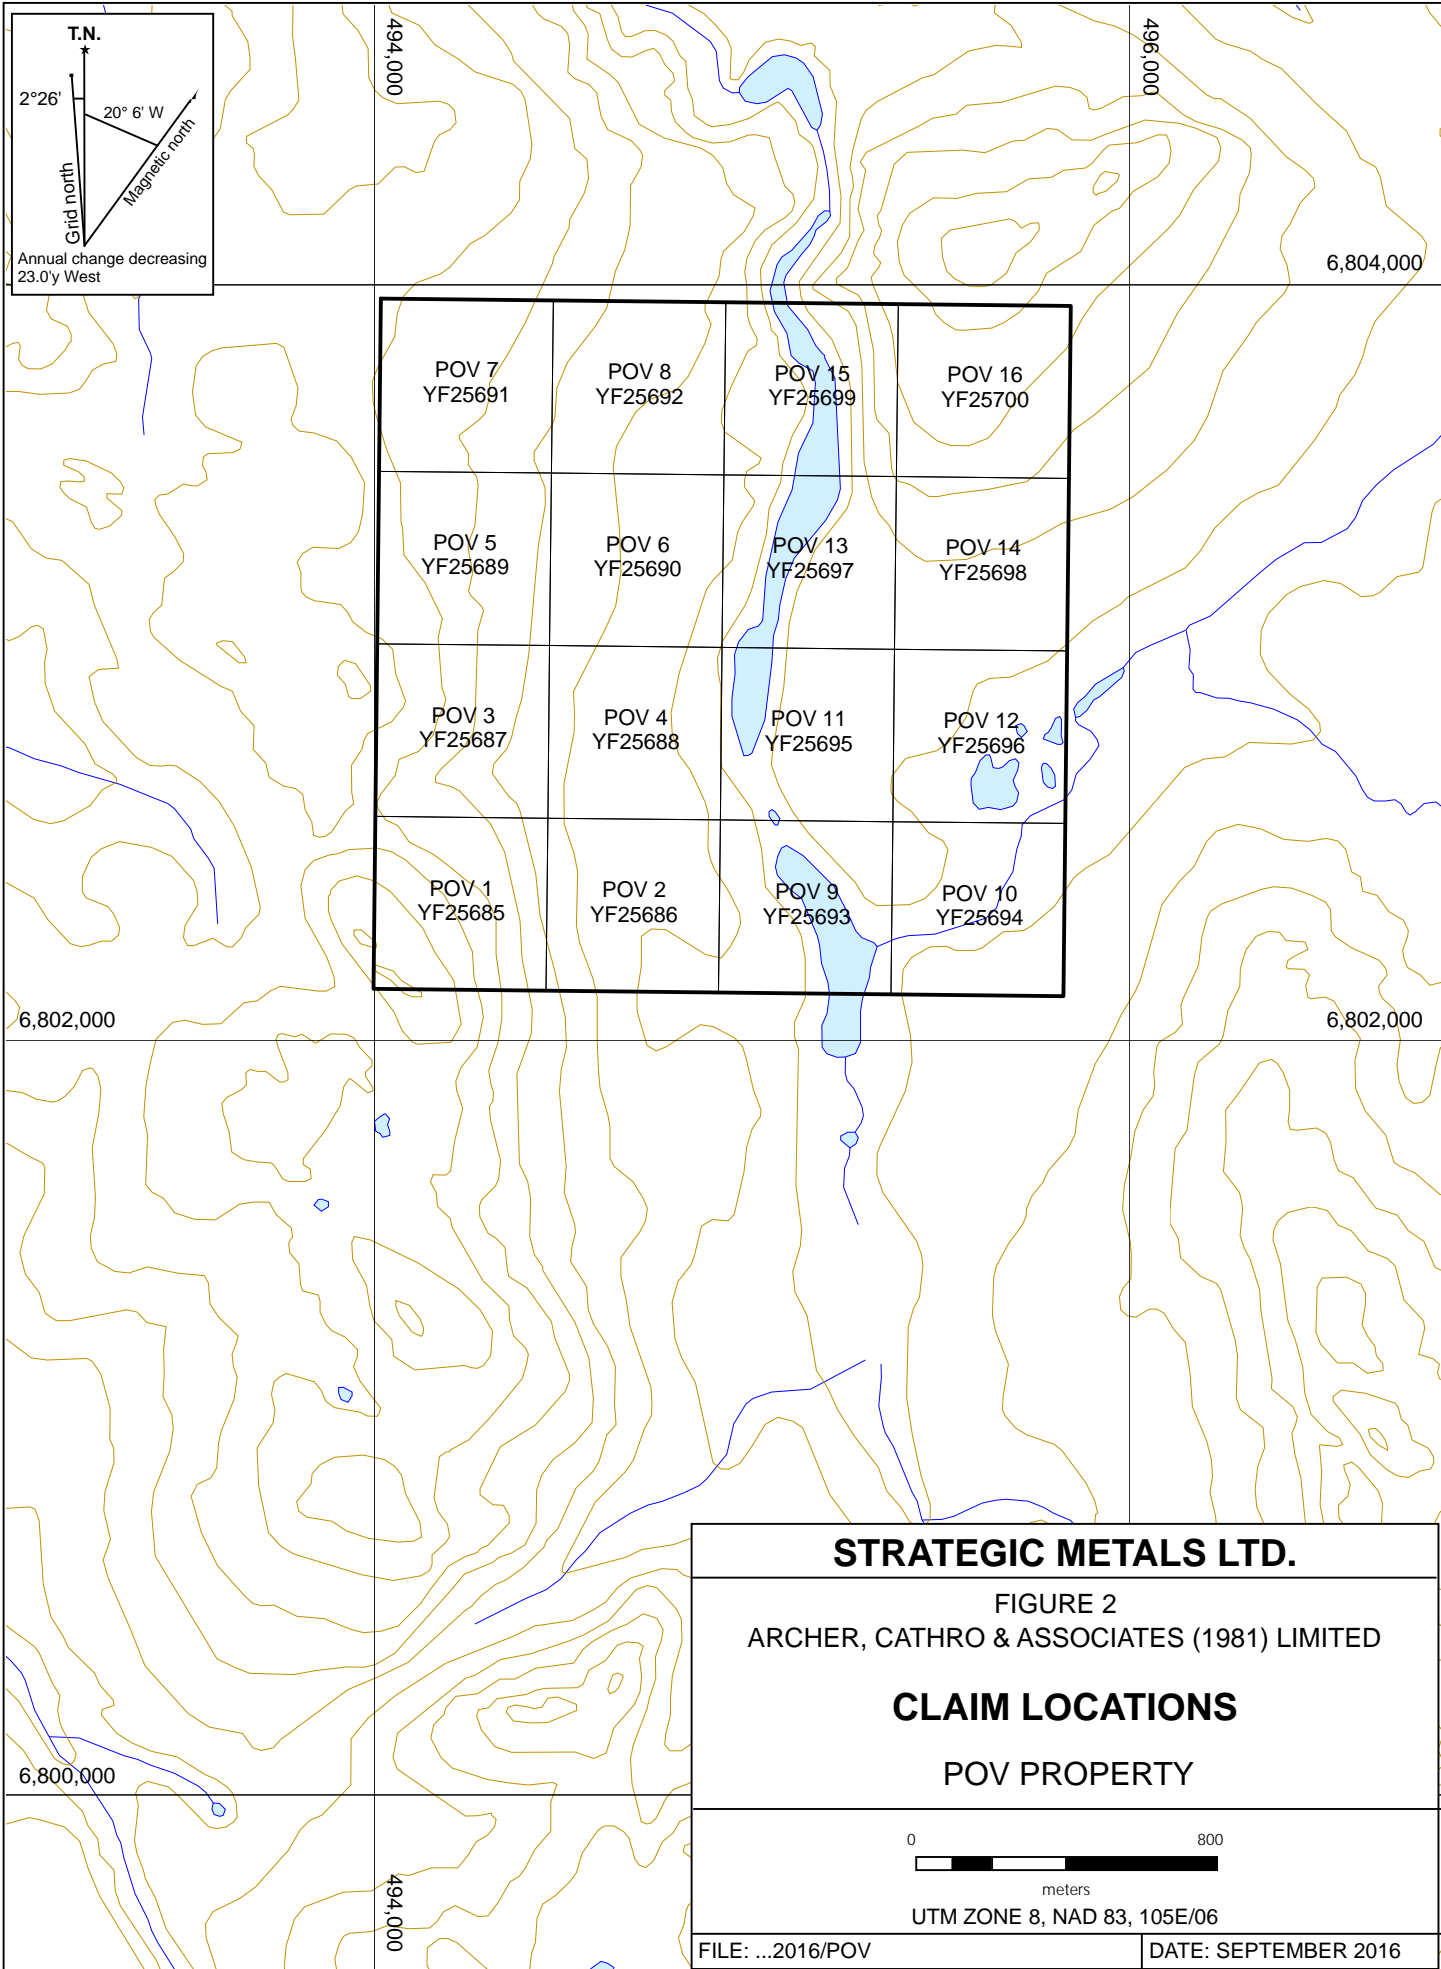 T.N.
2°26'
20° 6' W
Grid north
Magnetic north
Annual change decreasing
23.0'y West
494,000
496,000
6,804,000
POV 7
YF25691
POV 8
YF25692
POV 15
YF25699
POV 16
YF25700
POV 5
YF25689
POV 6
YF25690
POV 13
YF25697
POV 14
YF25698
POV 3
YF25687
POV 4
YF25688
POV 11
YF25695
POV 12
YF25696
POV 1
YF25685
POV 2
YF25686
POV 9
YF25693
POV 10
YF25694
6,802,000
6,802,000
6,800,000
494,000
STRATEGIC METALS LTD.
FIGURE 2
ARCHER, CATHRO & ASSOCIATES (1981) LIMITED
CLAIM LOCATIONS
POV PROPERTY
0 800
meters
UTM ZONE 8, NAD 83, 105E/06
FILE: ...2016/POV
DATE: SEPTEMBER 2016